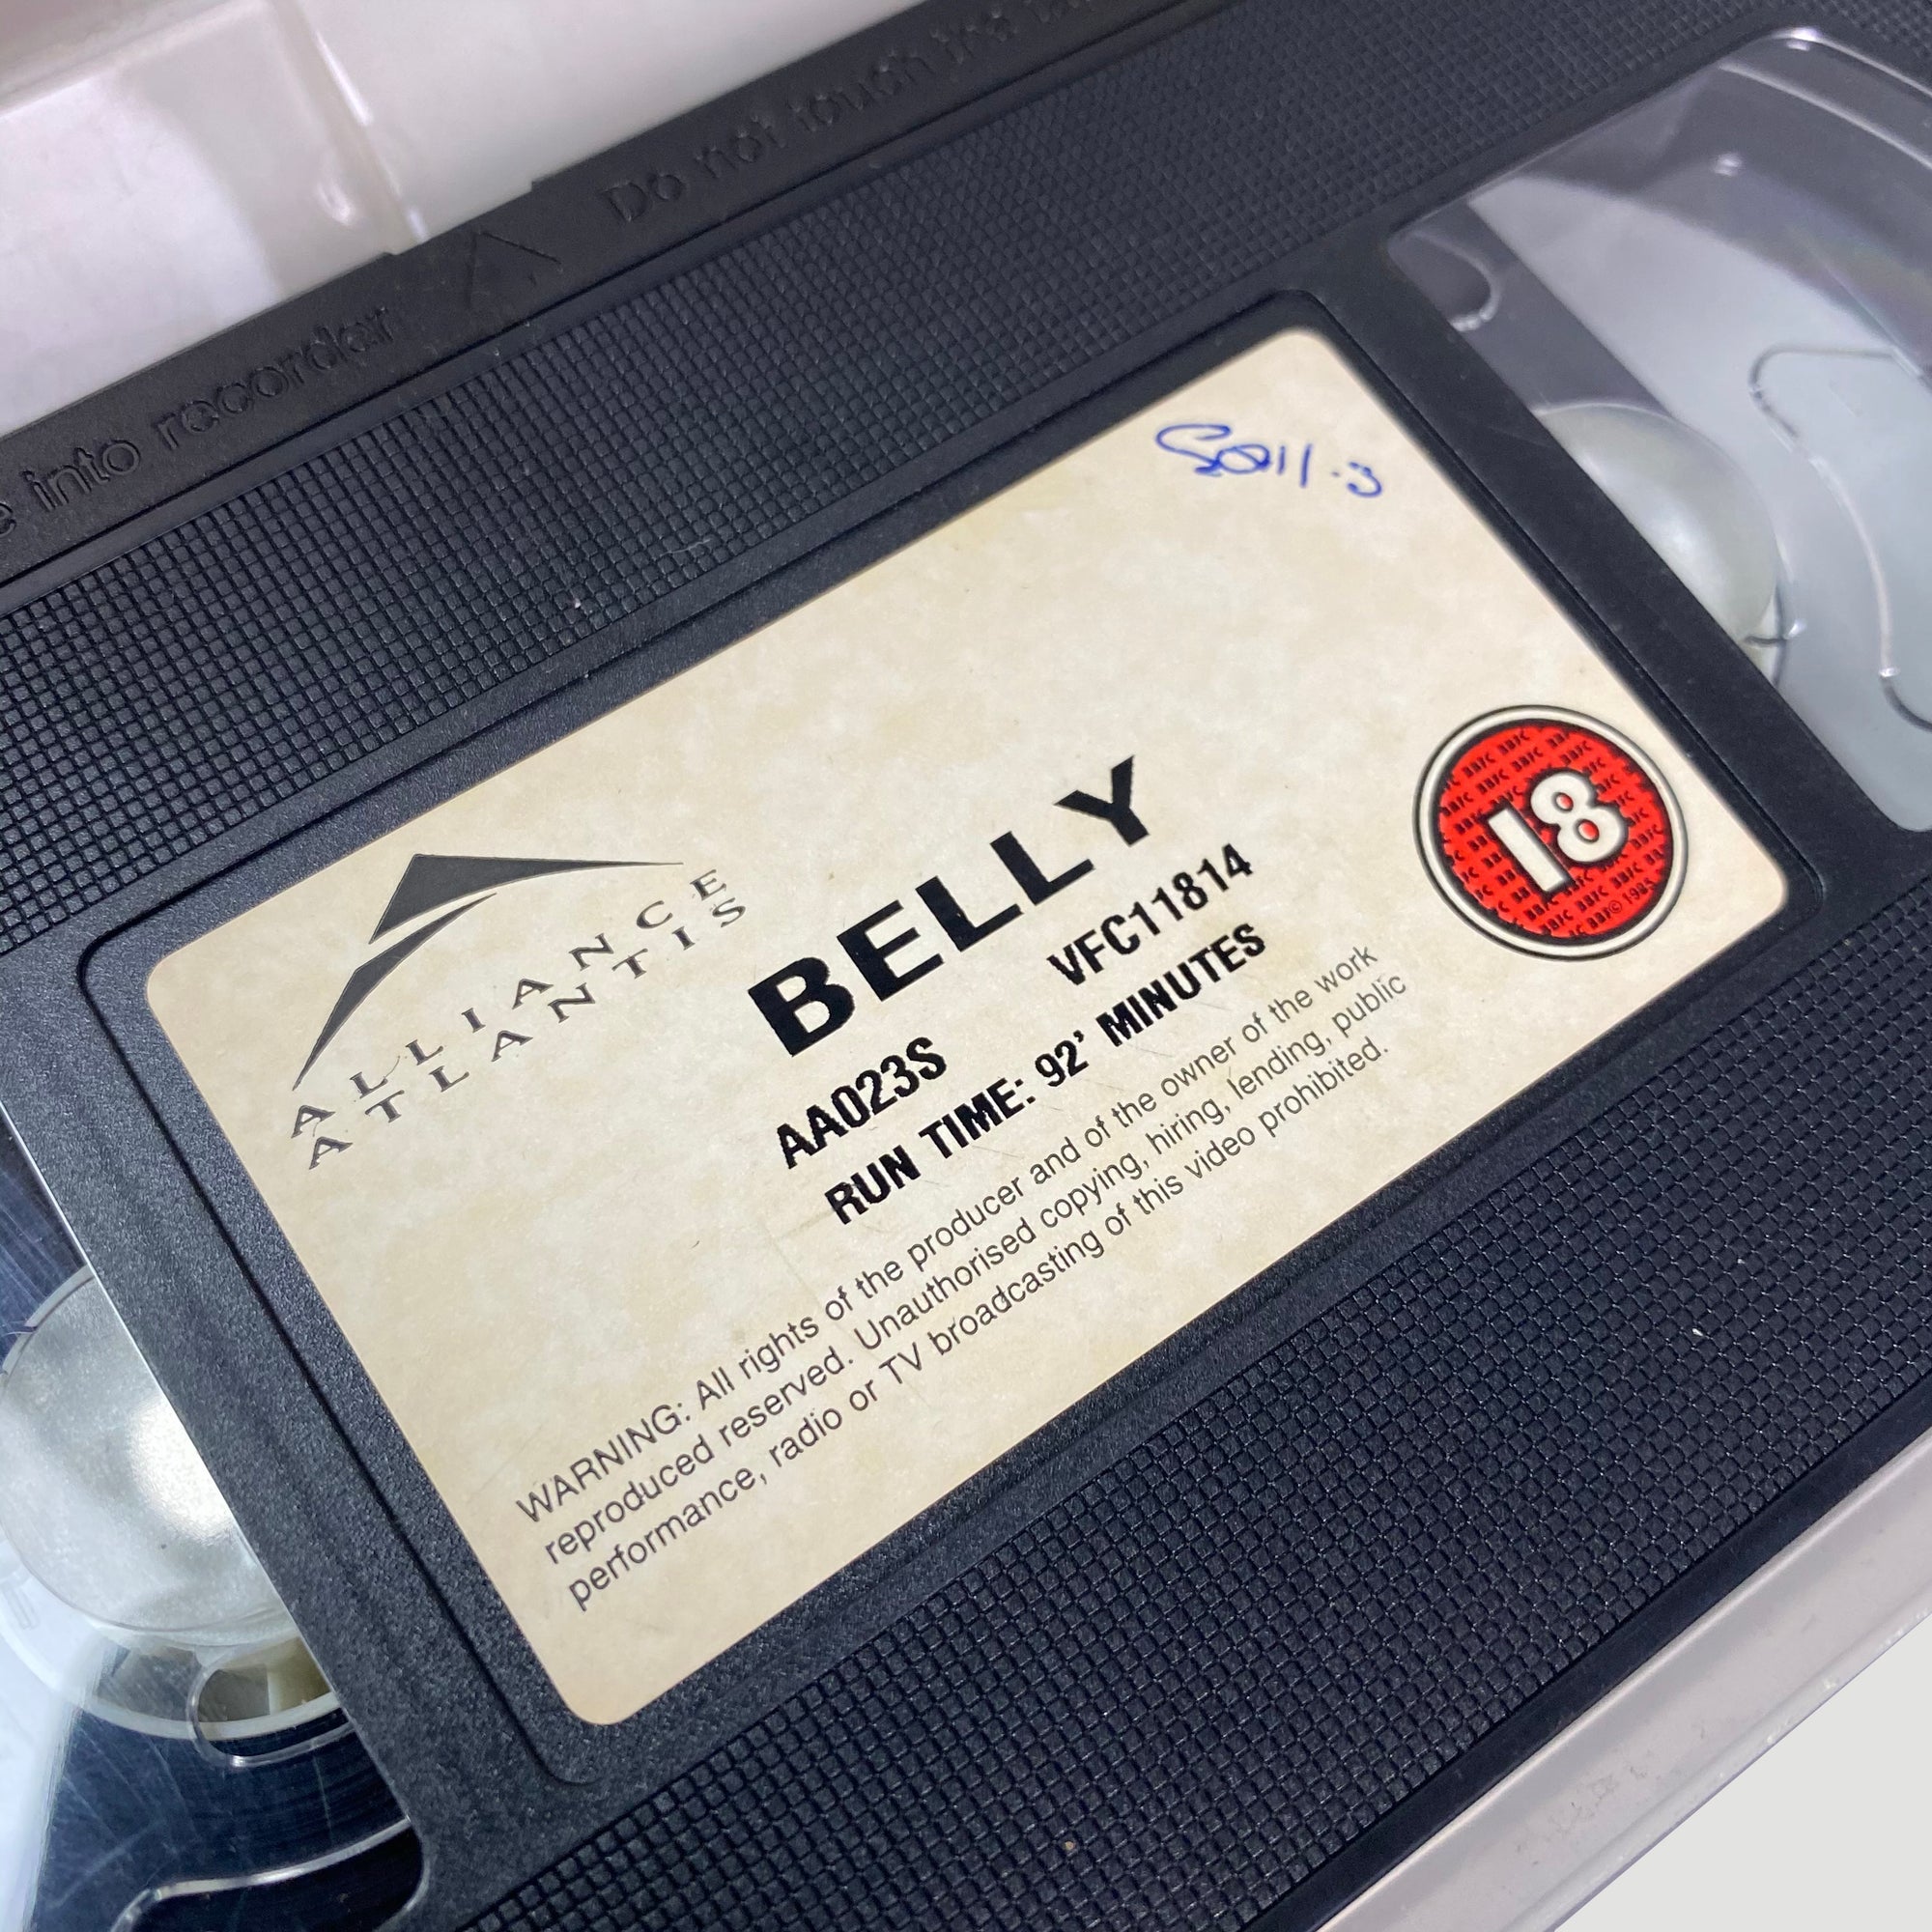 into recorder
Do not touch the
ALLIANCE
ATLANTIS
BELLY
AA023S VFC11814
RUN TIME: 92' MINUTES
WARNING: All rights of the producer and of the owner of the work
reproduced reserved. Unauthorised copying, hiring, lending, public
performance, radio or TV broadcasting of this video prohibited.
18